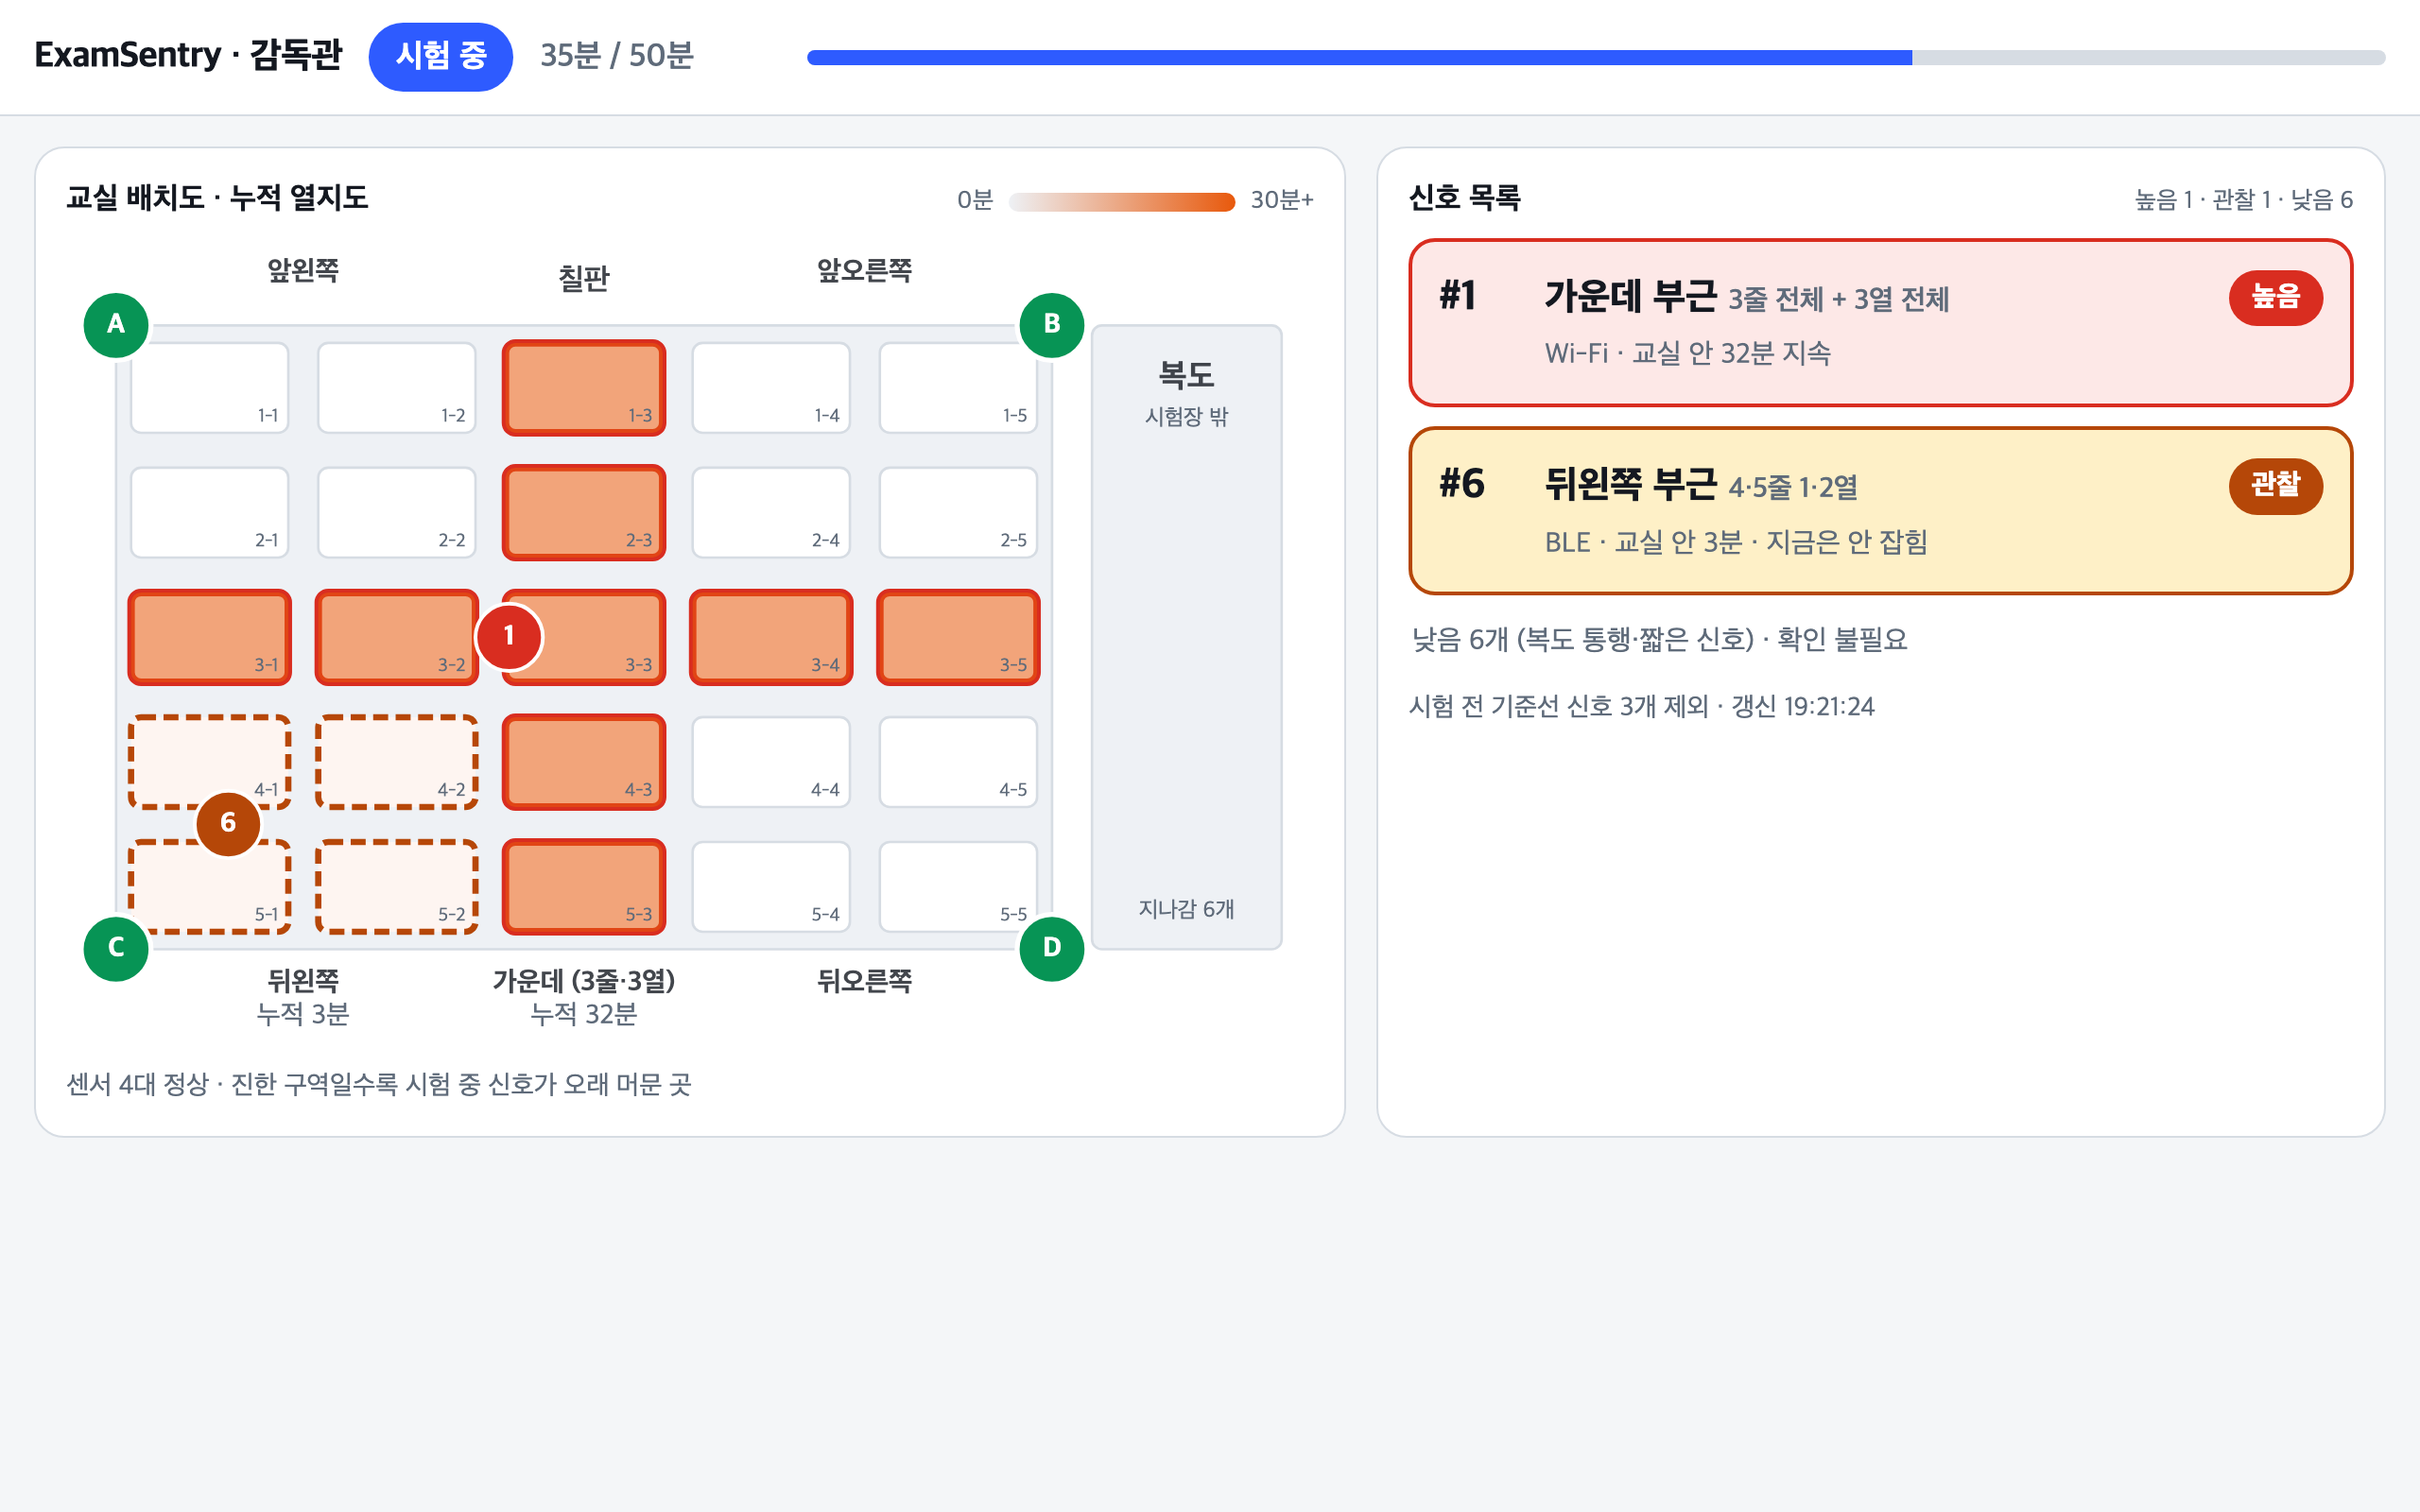 ExamSentry · 감독관
시험 중
35분 / 50분
교실 배치도 · 누적 열지도
0분
30분+
앞왼쪽
칠판
앞오른쪽
A
B
1-1
1-2
1-3
1-4
1-5
2-1
2-2
2-3
2-4
2-5
3-1
3-2
1
3-3
3-4
3-5
4-1
4-2
4-3
4-4
4-5
6
5-1
5-2
5-3
5-4
5-5
C
D
복도
시험장 밖
지나감 6개
뒤왼쪽
누적 3분
가운데 (3줄·3열)
누적 32분
뒤오른쪽
센서 4대 정상 · 진한 구역일수록 시험 중 신호가 오래 머문 곳
신호 목록
높음 1 · 관찰 1 · 낮음 6
#1
가운데 부근 3줄 전체 + 3열 전체
높음
Wi-Fi · 교실 안 32분 지속
#6
뒤왼쪽 부근 4·5줄 1·2열
관찰
BLE · 교실 안 3분 · 지금은 안 잡힘
낮음 6개 (복도 통행·짧은 신호) · 확인 불필요
시험 전 기준선 신호 3개 제외 · 갱신 19:21:24